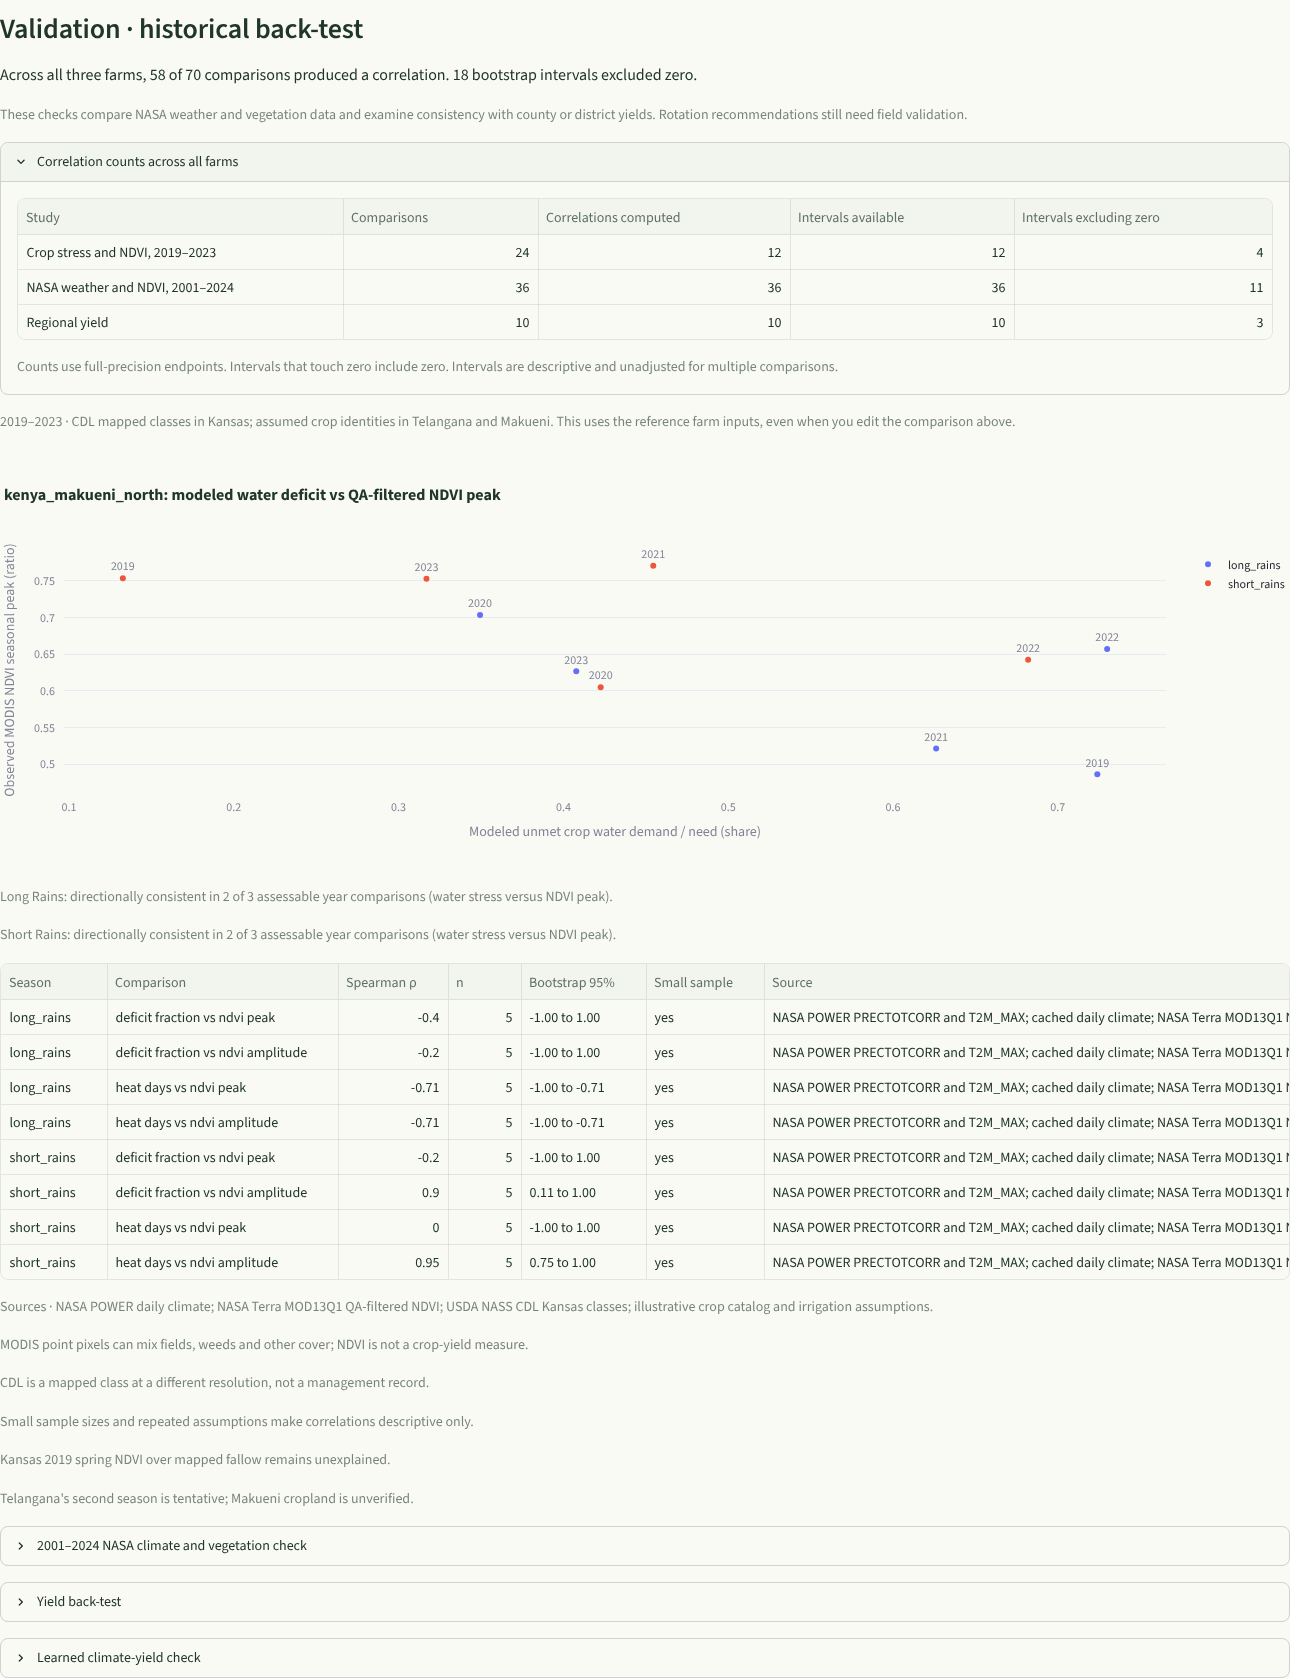 Validation · historical back-test
Across all three farms, 58 of 70 comparisons produced a correlation. 18 bootstrap intervals excluded zero.
These checks compare NASA weather and vegetation data and examine consistency with county or district yields. Rotation recommendations still need field validation.
Correlation counts across all farms
Study Comparisons Correlations computed Intervals available Intervals excluding zero
Crop stress and NDVI, 2019–2023 24 12 12 4
NASA weather and NDVI, 2001–2024 36 36 36 11
Regional yield 10 10 10 3
Counts use full-precision endpoints. Intervals that touch zero include zero. Intervals are descriptive and unadjusted for multiple comparisons.
2019–2023 · CDL mapped classes in Kansas; assumed crop identities in Telangana and Makueni. This uses the reference farm inputs, even when you edit the comparison above.
kenya_makueni_north: modeled water deficit vs QA-filtered NDVI peak
Observed MODIS NDVI seasonal peak (ratio)
2021
2019
2023
long_rains
0.75
short_rains
2020
0.7
2022
2022
0.65
2023
2020
0.6
0.55
2021
0.5
2019
0.1 0.2 0.3 0.4 0.5 0.6 0.7
Modeled unmet crop water demand / need (share)
Long Rains: directionally consistent in 2 of 3 assessable year comparisons (water stress versus NDVI peak).
Short Rains: directionally consistent in 2 of 3 assessable year comparisons (water stress versus NDVI peak).
Season Comparison Spearman ρ n Bootstrap 95% Small sample Source
long_rains deficit fraction vs ndvi peak -0.4 5 -1.00 to 1.00 yes NASA POWER PRECTOTCORR and T2M_MAX; cached daily climate; NASA Terra MOD13Q1
long_rains deficit fraction vs ndvi amplitude -0.2 5 -1.00 to 1.00 yes NASA POWER PRECTOTCORR and T2M_MAX; cached daily climate; NASA Terra MOD13Q1
long_rains heat days vs ndvi peak -0.71 5 -1.00 to -0.71 yes NASA POWER PRECTOTCORR and T2M_MAX; cached daily climate; NASA Terra MOD13Q1
long_rains heat days vs ndvi amplitude -0.71 5 -1.00 to -0.71 yes NASA POWER PRECTOTCORR and T2M_MAX; cached daily climate; NASA Terra MOD13Q1
short_rains deficit fraction vs ndvi peak -0.2 5 -1.00 to 1.00 yes NASA POWER PRECTOTCORR and T2M_MAX; cached daily climate; NASA Terra MOD13Q1
short_rains deficit fraction vs ndvi amplitude 0.9 5 0.11 to 1.00 yes NASA POWER PRECTOTCORR and T2M_MAX; cached daily climate; NASA Terra MOD13Q1
short_rains heat days vs ndvi peak 0 5 -1.00 to 1.00 yes NASA POWER PRECTOTCORR and T2M_MAX; cached daily climate; NASA Terra MOD13Q1
short_rains heat days vs ndvi amplitude 0.95 5 0.75 to 1.00 yes NASA POWER PRECTOTCORR and T2M_MAX; cached daily climate; NASA Terra MOD13Q1
Sources · NASA POWER daily climate; NASA Terra MOD13Q1 QA-filtered NDVI; USDA NASS CDL Kansas classes; illustrative crop catalog and irrigation assumptions.
MODIS point pixels can mix fields, weeds and other cover; NDVI is not a crop-yield measure.
CDL is a mapped class at a different resolution, not a management record.
Small sample sizes and repeated assumptions make correlations descriptive only.
Kansas 2019 spring NDVI over mapped fallow remains unexplained.
Telangana's second season is tentative; Makueni cropland is unverified.
2001–2024 NASA climate and vegetation check
Yield back-test
Learned climate-yield check